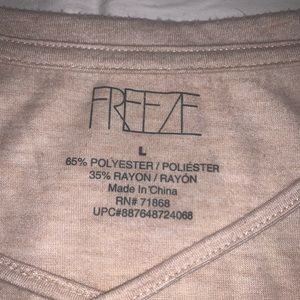 FREEZE
L
65% POLYESTER / POLIÉSTER
35% RAYON / RAYÓN
Made In China
RN# 71868
UPC#887648724068